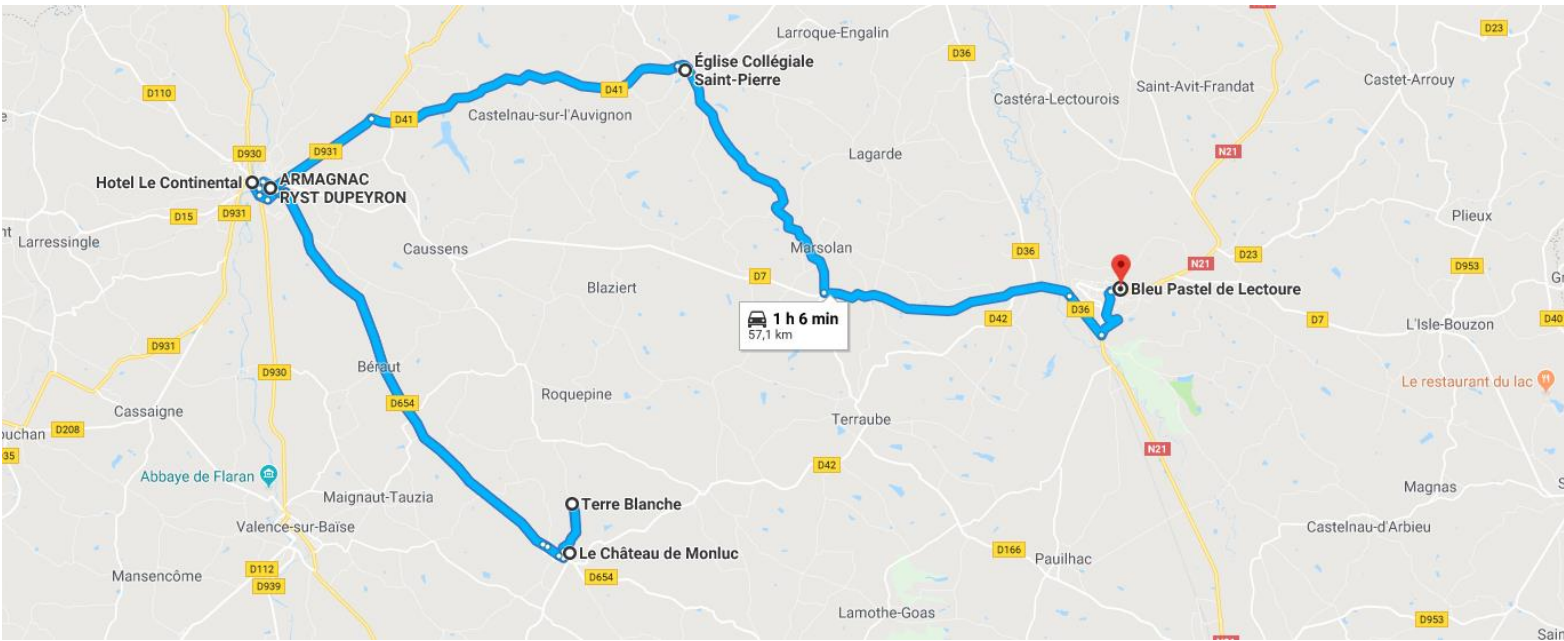 Larroque-Engalin
D36
D23
Église Collégiale
Saint-Pierre
Saint-Avit-Frandat
Castet-Arrouy
D110
D41
Castéra-Lectourois
Castelnau-sur-l'Auvignon
D41
D930
D931
Lagarde
N21
Hotel Le Continental
ARMAGNAC
RYST DUPEYRON
D15
D931
Plieux
Larressingle
Caussens
Marsolan
D36
D23
N21
D953
D7
Blaziert
Bleu Pastel de Lectoure
1 h 6 min
57,1 km
D42
D36
D7
L'Isle-Bouzon
D40
D931
D930
Béraut
Le restaurant du lac
Roquepine
D654
Cassaigne
Terraube
D208
N21
D42
Abbaye de Flaran
Maignaut-Tauzia
Terre Blanche
Magnas
Valence-sur-Baïse
Castelnau-d'Arbieu
Le Château de Monluc
D166
Pauilhac
D112
Mansencôme
D939
D654
Lamothe-Goas
D953